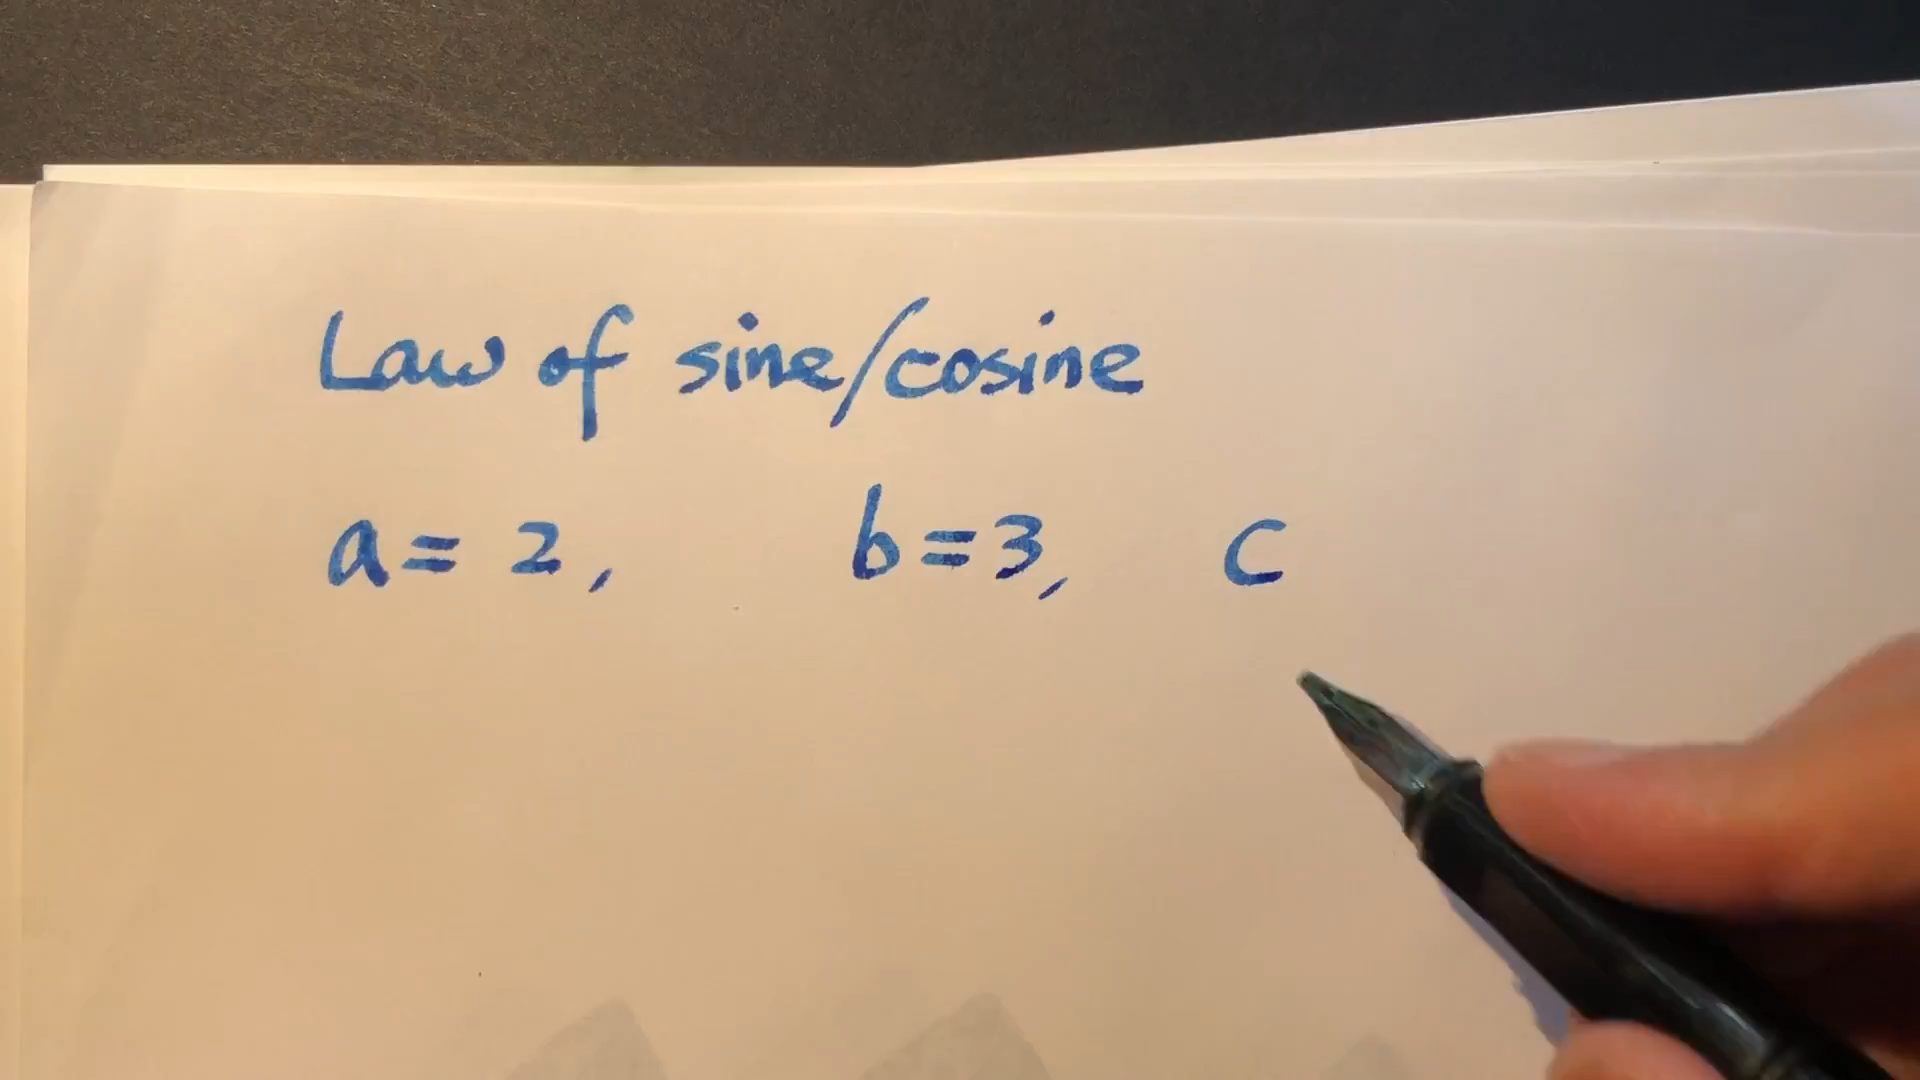 Law of sine/cosine
a = 2, b = 3, C